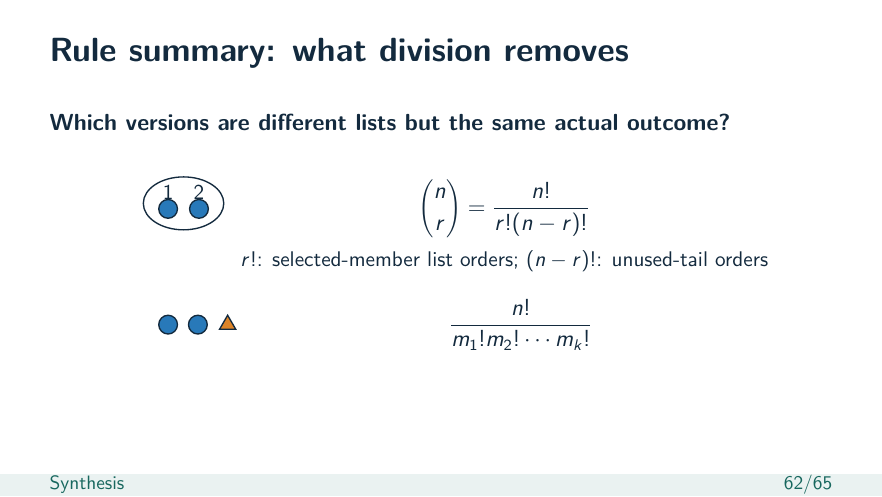 Rule summary: what division removes
Which versions are different lists but the same actual outcome?
1 2
(n r) = n! / r!(n − r)!
r!: selected-member list orders; (n − r)!: unused-tail orders
n! / m₁!m₂! · · · mₖ!
Synthesis 62/65